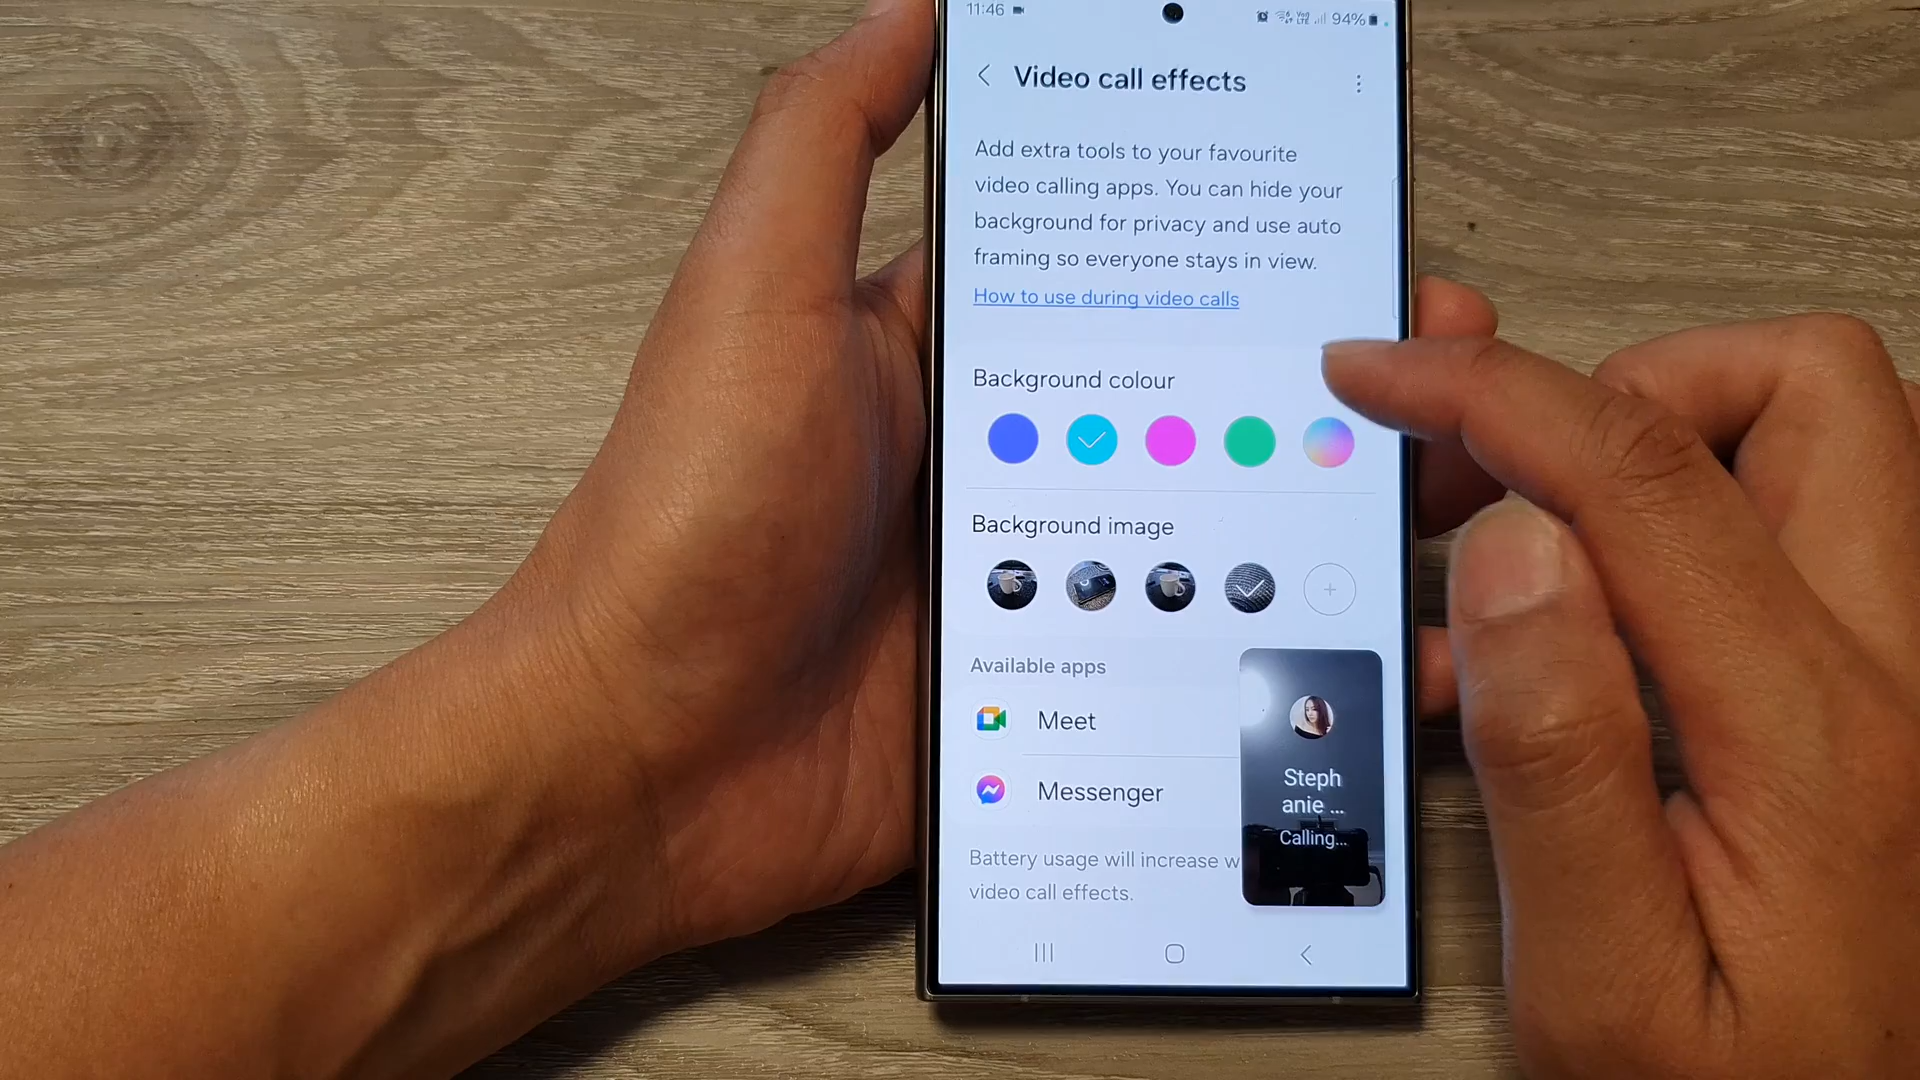 11:46
94%
Video call effects
Add extra tools to your favourite
video calling apps. You can hide your
background for privacy and use auto
framing so everyone stays in view.
How to use during video calls
Background colour
Background image
Available apps
Meet
Messenger
Battery usage will increase w
video call effects.
Steph
anie ...
Calling...